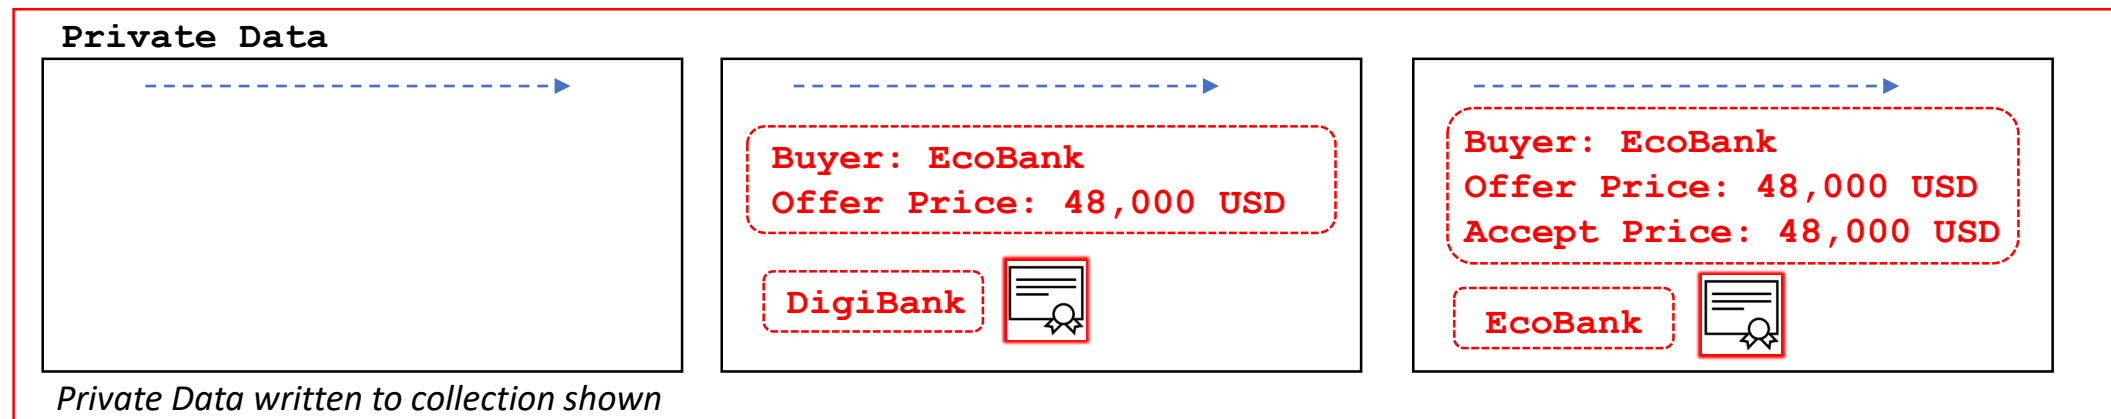 Private Data
Buyer: EcoBank
Offer Price: 48,000 USD
DigiBank
Buyer: EcoBank
Offer Price: 48,000 USD
Accept Price: 48,000 USD
EcoBank
Private Data written to collection shown